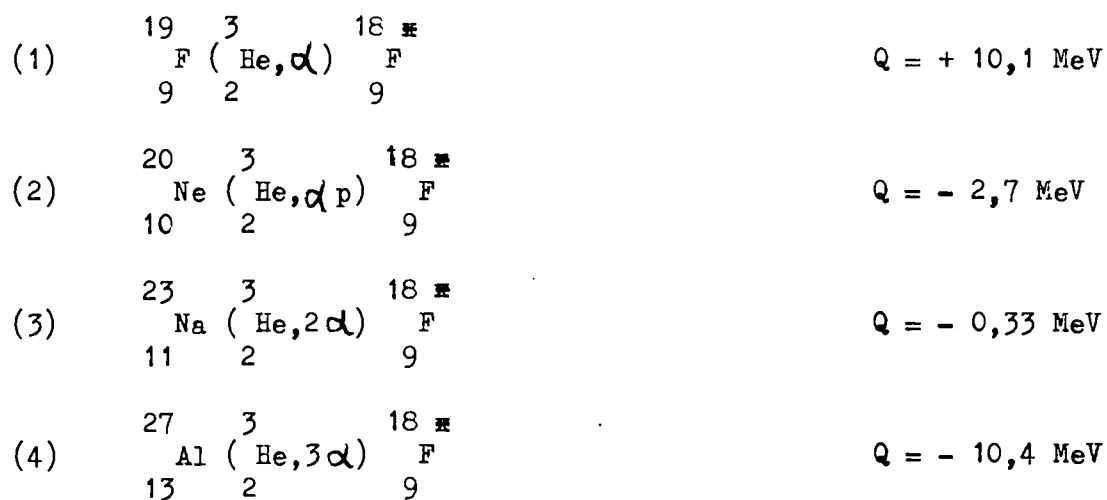 19 3 18 *
(1) F ( He, α) F Q = + 10,1 MeV
9 2 9
20 3 18 *
(2) Ne ( He, α p) F Q = - 2,7 MeV
10 2 9
23 3 18 *
(3) Na ( He, 2 α) F Q = - 0,33 MeV
11 2 9
27 3 18 *
(4) Al ( He, 3 α) F Q = - 10,4 MeV
13 2 9